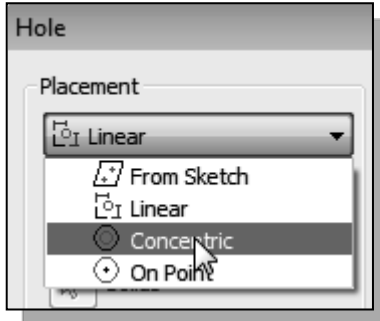 Hole
Placement
Linear
From Sketch
Linear
Concentric
On Point